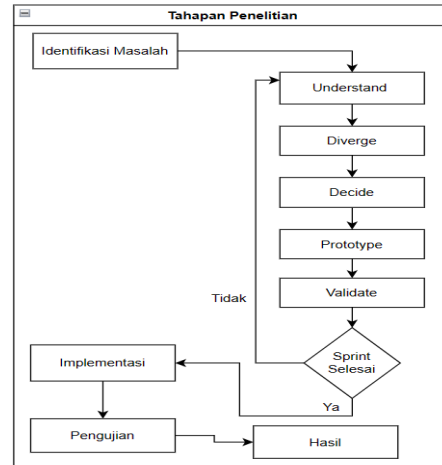 Tahapan Penelitian
Identifikasi Masalah
Understand
Diverge
Decide
Prototype
Validate
Tidak
Sprint
Selesai
Implementasi
Ya
Pengujian
Hasil